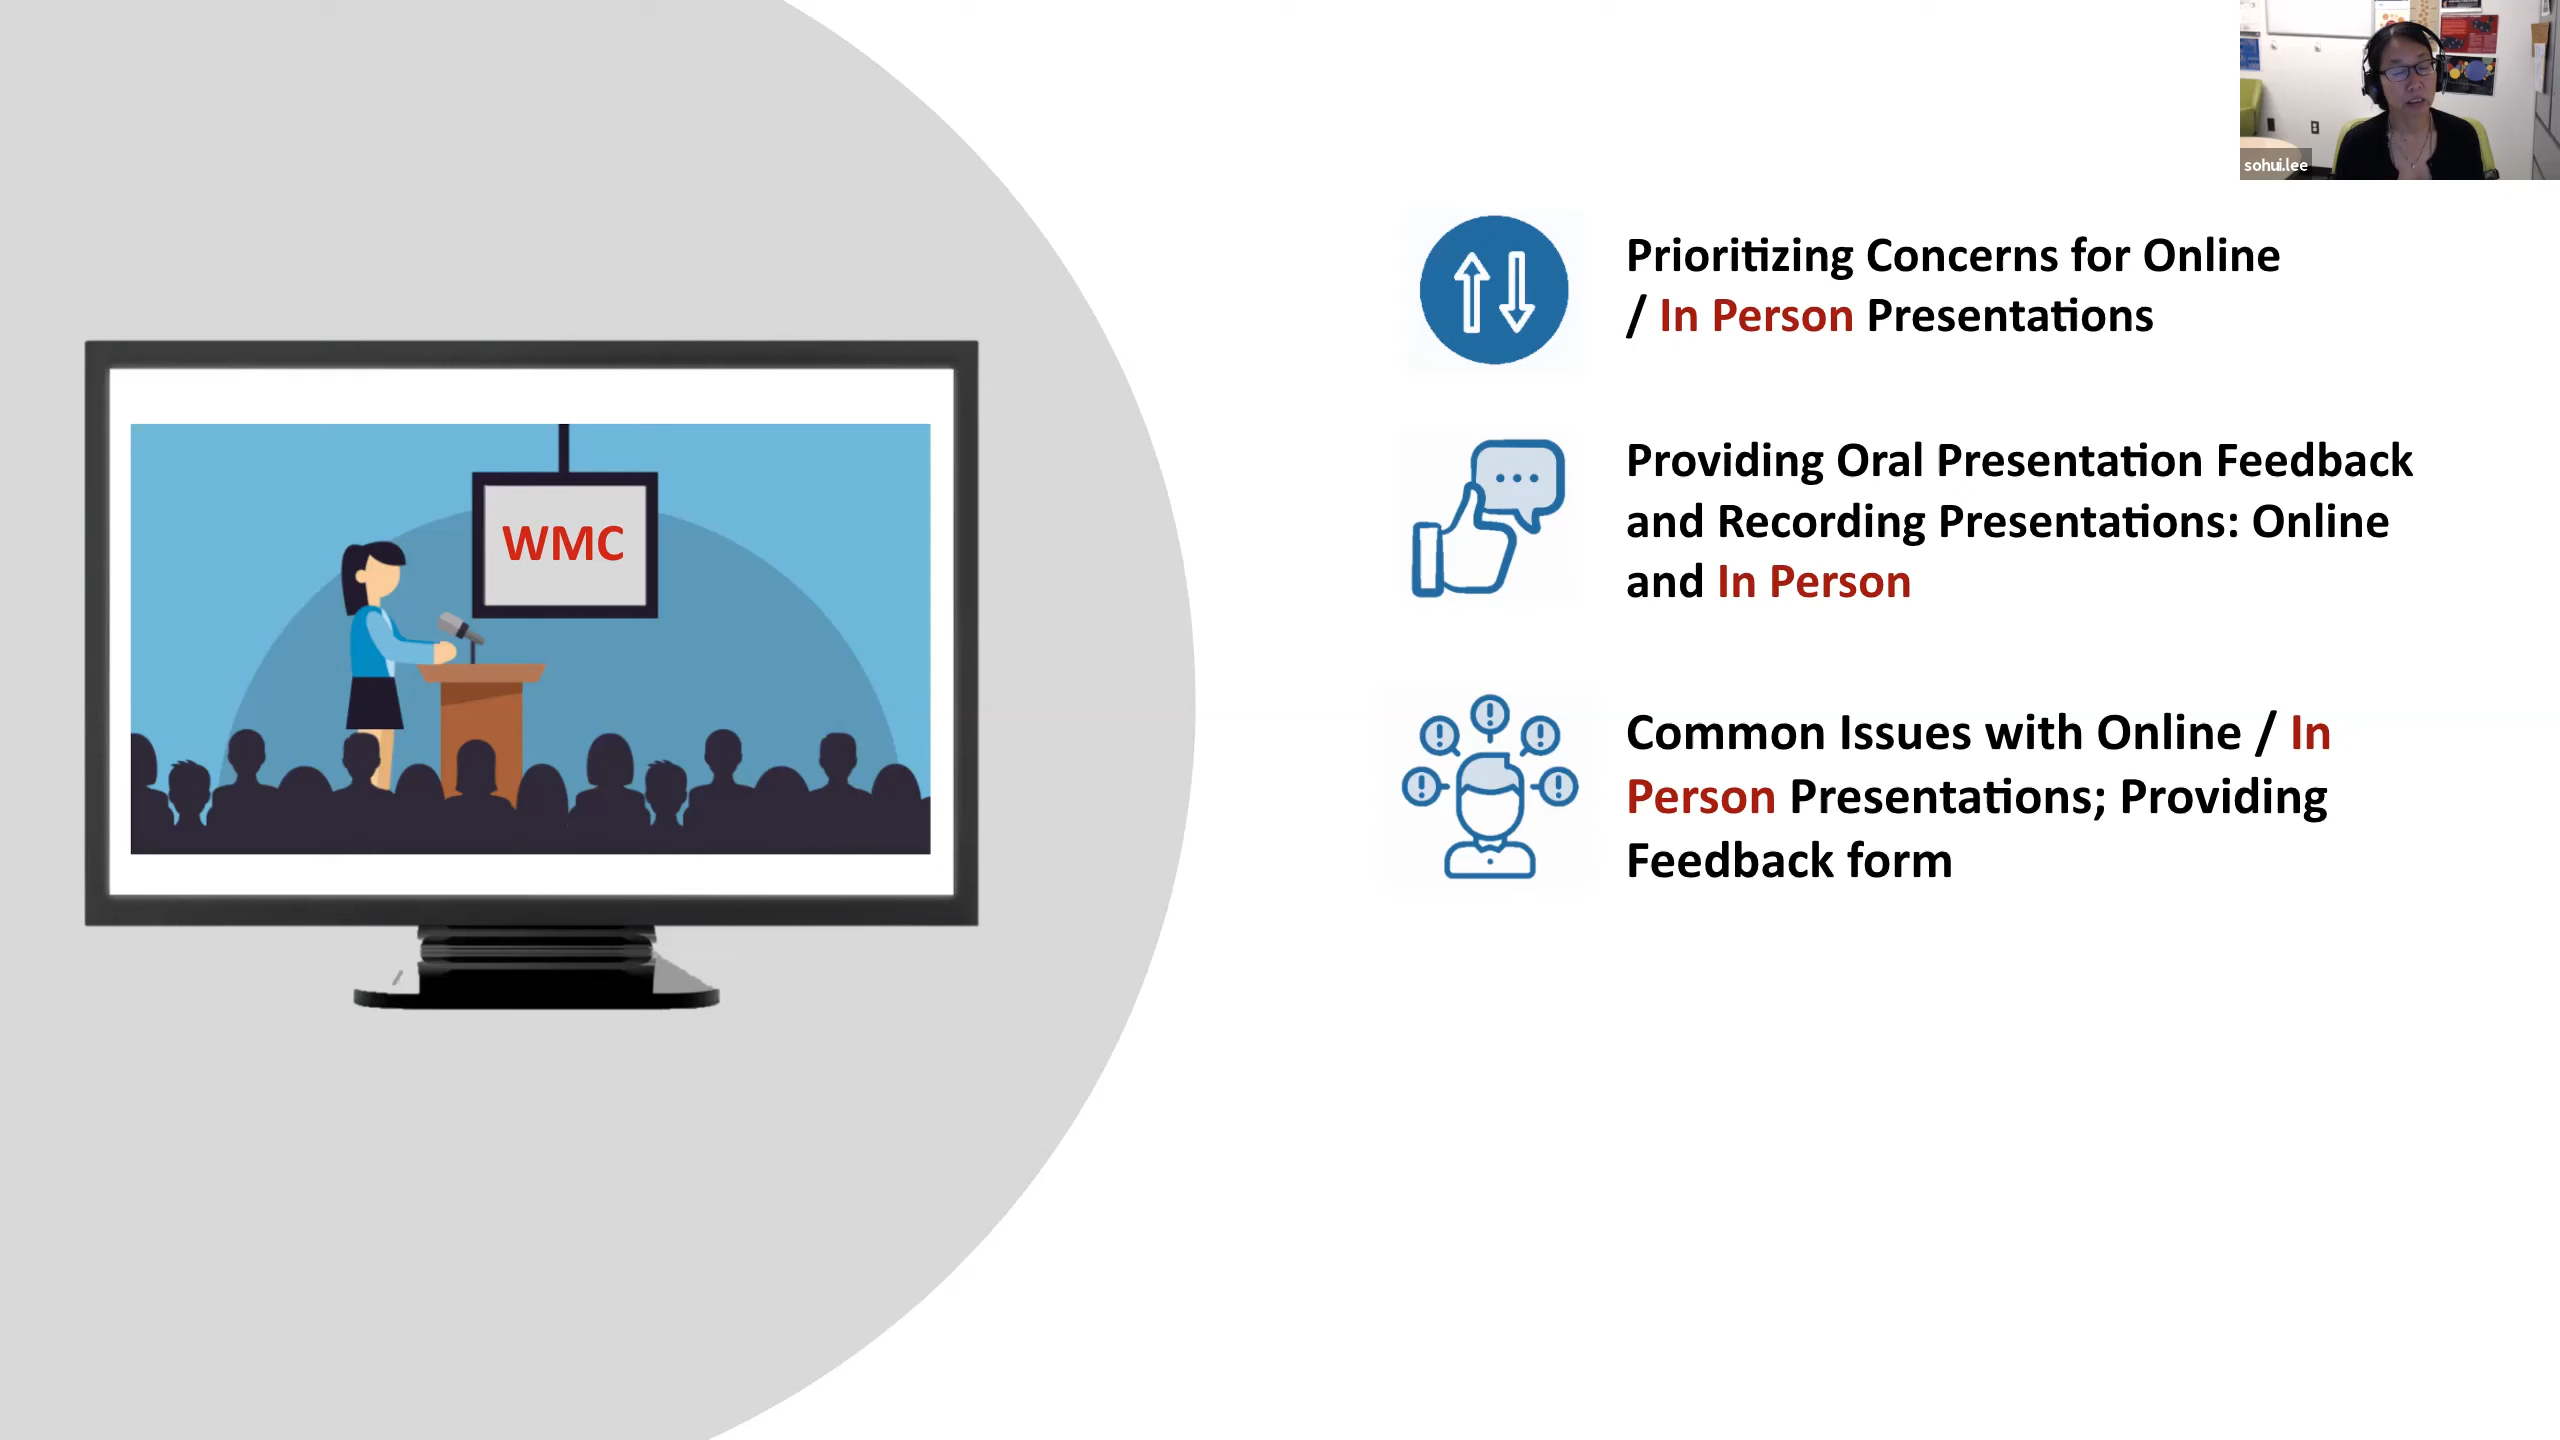 sohui.lee
Prioritizing Concerns for Online
/ In Person Presentations
WMC
Providing Oral Presentation Feedback
and Recording Presentations: Online
and In Person
Common Issues with Online / In
Person Presentations; Providing
Feedback form